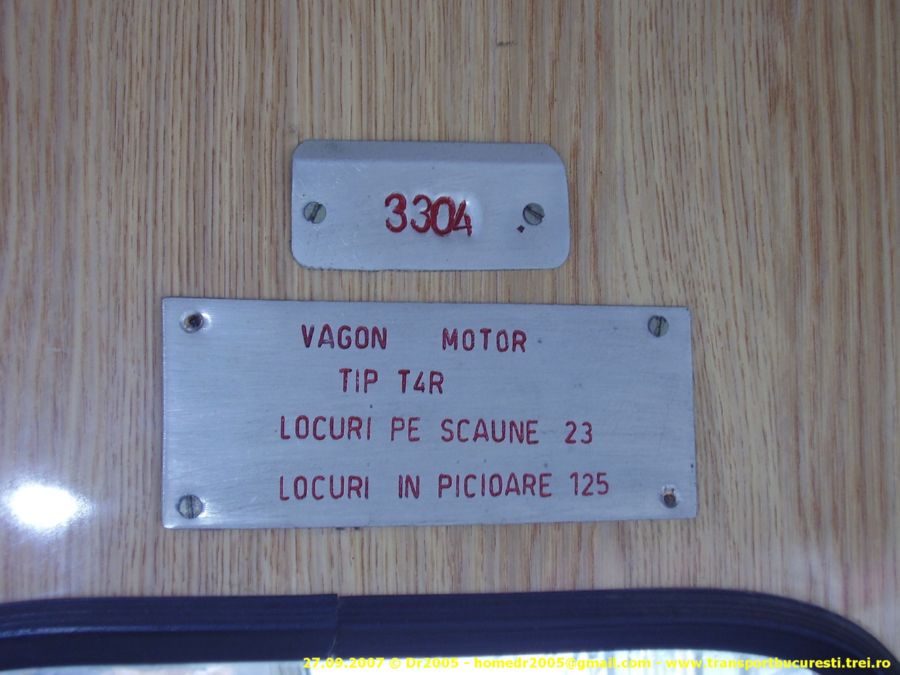 3304
VAGON MOTOR
TIP T4R
LOCURI PE SCAUNE 23
LOCURI IN PICIOARE 125
27.09.2007 © Dr2005 - homedr2005@gmail.com - www.transportbucuresti.trei.ro